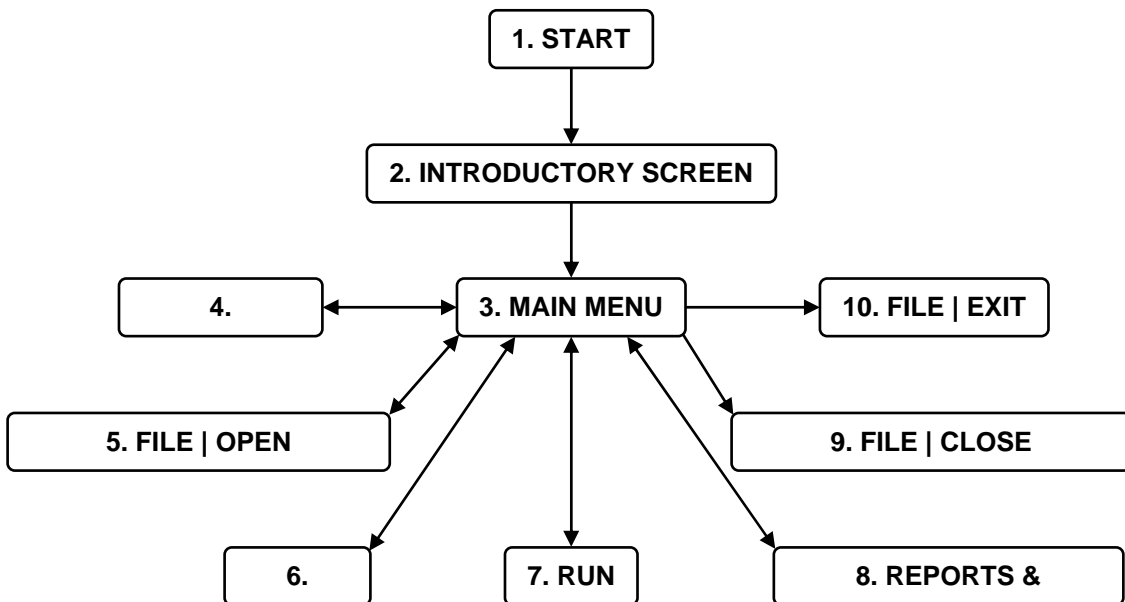 1. START
2. INTRODUCTORY SCREEN
4.
3. MAIN MENU
10. FILE | EXIT
5. FILE | OPEN
9. FILE | CLOSE
6.
7. RUN
8. REPORTS &